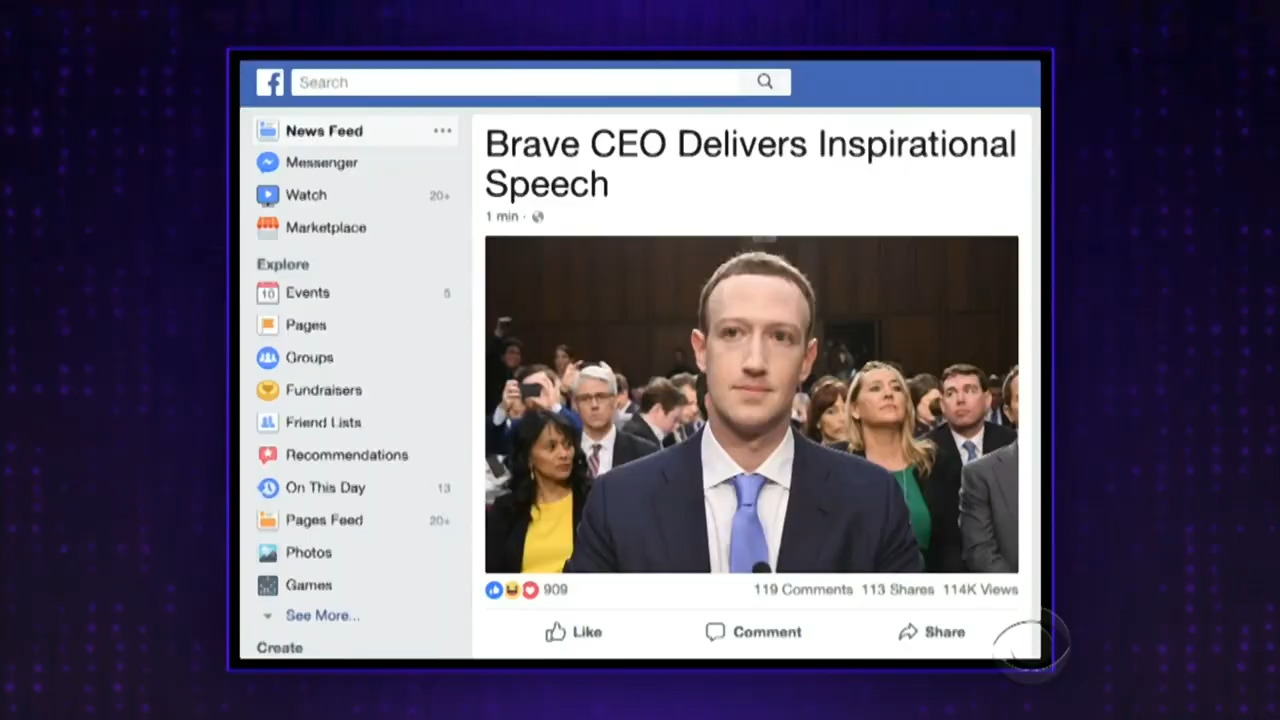 f
Search
News Feed
Messenger
Watch 20+
Marketplace
Explore
10 Events 5
Pages
Groups
Fundraisers
Friend Lists
Recommendations
On This Day 13
Pages Feed 20+
Photos
Games
See More...
Create
Brave CEO Delivers Inspirational
Speech
1 min ·
909 119 Comments 113 Shares 114K Views
Like Comment Share